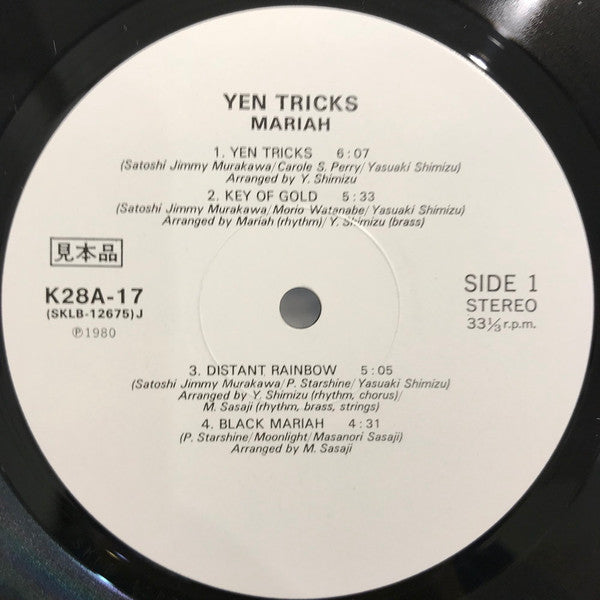 YEN TRICKS
MARIAH
1. YEN TRICKS 6:07
(Satoshi Jimmy Murakawa/Carole S. Perry/Yasuaki Shimizu)
Arranged by Y. Shimizu
2. KEY OF GOLD 5:33
(Satoshi Jimmy Murakawa/Morio Watanabe/Yasuaki Shimizu)
Arranged by Mariah (rhythm)/Y. Shimizu (brass)
見本品
K28A-17
(SKLB-12675)J
Ⓟ1980
SIDE 1
STEREO
33⅓ r.p.m.
3. DISTANT RAINBOW 5:05
(Satoshi Jimmy Murakawa/P. Starshine/Yasuaki Shimizu)
Arranged by Y. Shimizu (rhythm, chorus)/
M. Sasaji (rhythm, brass, strings)
4. BLACK MARIAH 4:31
(P. Starshine/Moonlight/Masanori Sasaji)
Arranged by M. Sasaji